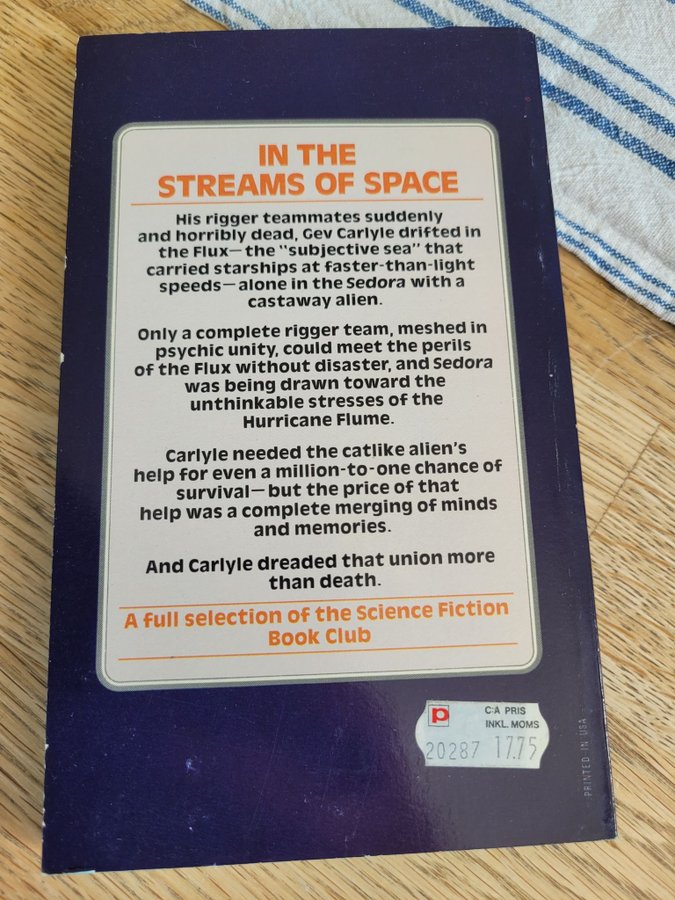 IN THE
STREAMS OF SPACE
His rigger teammates suddenly
and horribly dead, Gev Carlyle drifted in
the Flux—the "subjective sea" that
carried starships at faster-than-light
speeds—alone in the Sedora with a
castaway alien.
Only a complete rigger team, meshed in
psychic unity, could meet the perils
of the Flux without disaster, and Sedora
was being drawn toward the
unthinkable stresses of the
Hurricane Flume.
Carlyle needed the catlike alien's
help for even a million-to-one chance of
survival—but the price of that
help was a complete merging of minds
and memories.
And Carlyle dreaded that union more
than death.
A full selection of the Science Fiction
Book Club
p
C:A PRIS
INKL. MOMS
20287 17.75
PRINTED IN USA